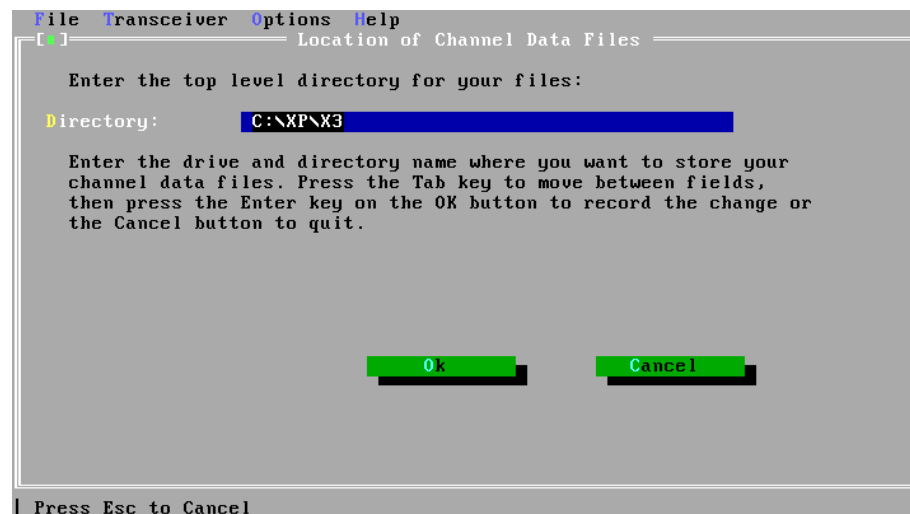 File Transceiver Options Help
[■] Location of Channel Data Files
Enter the top level directory for your files:
Directory: C:\XP\X3
Enter the drive and directory name where you want to store your
channel data files. Press the Tab key to move between fields,
then press the Enter key on the OK button to record the change or
the Cancel button to quit.
Ok Cancel
Press Esc to Cancel